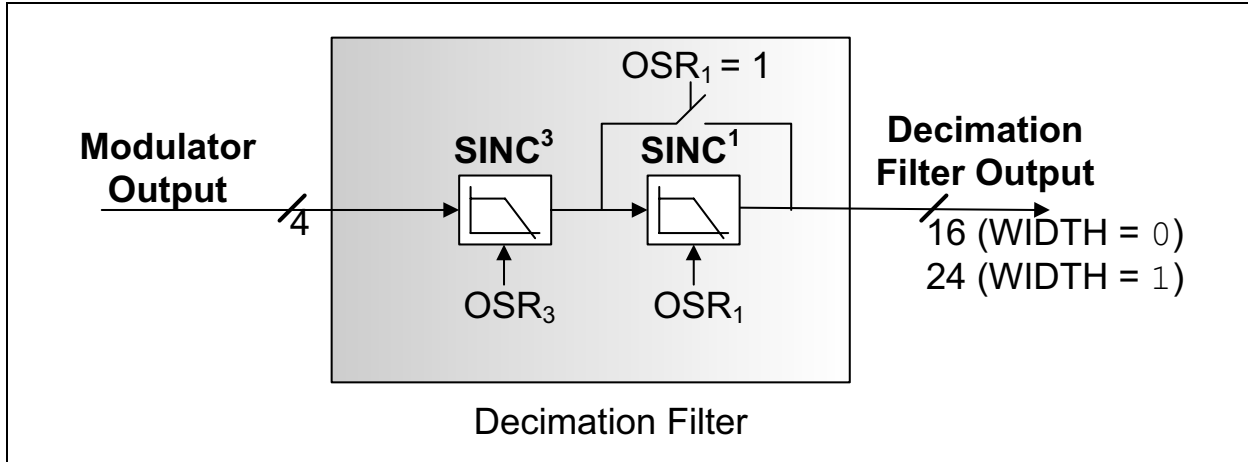 OSR₁ = 1
Modulator
Output
4
SINC³
SINC¹
OSR₃
OSR₁
Decimation
Filter Output
16 (WIDTH = 0)
24 (WIDTH = 1)
Decimation Filter